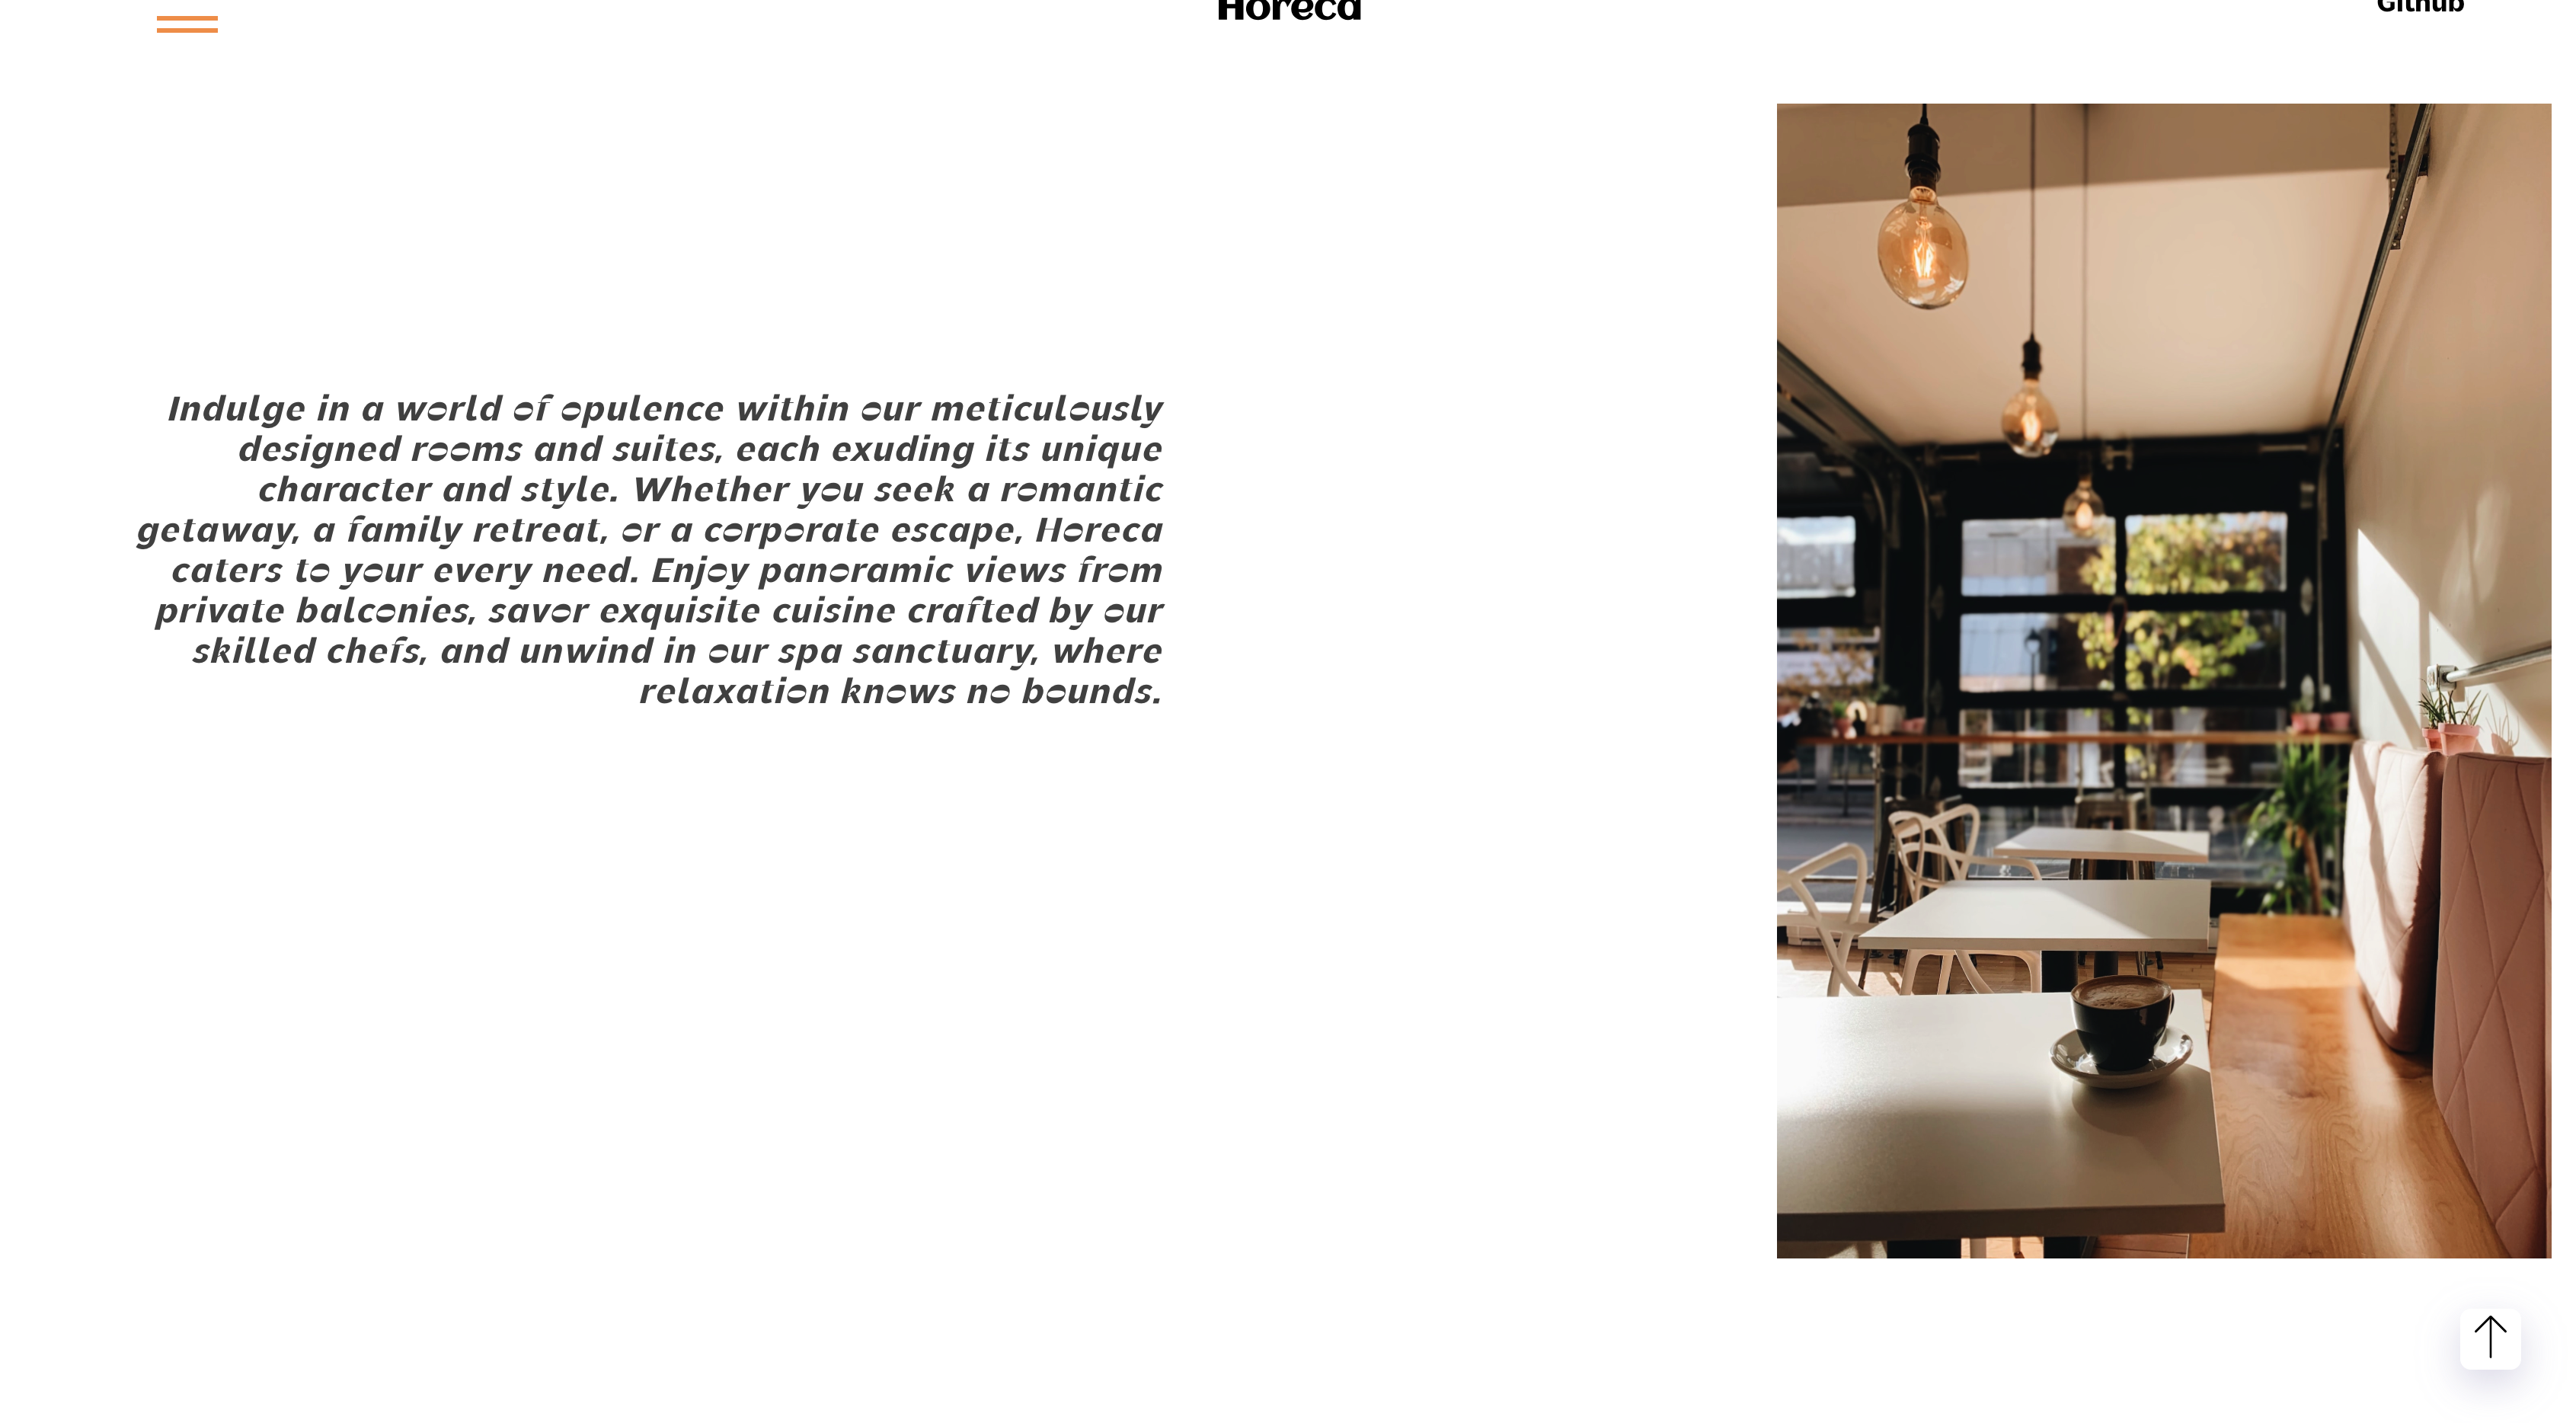 Horeca
Github
Indulge in a world of opulence within our meticulously
designed rooms and suites, each exuding its unique
character and style. Whether you seek a romantic
getaway, a family retreat, or a corporate escape, Horeca
caters to your every need. Enjoy panoramic views from
private balconies, savor exquisite cuisine crafted by our
skilled chefs, and unwind in our spa sanctuary, where
relaxation knows no bounds.